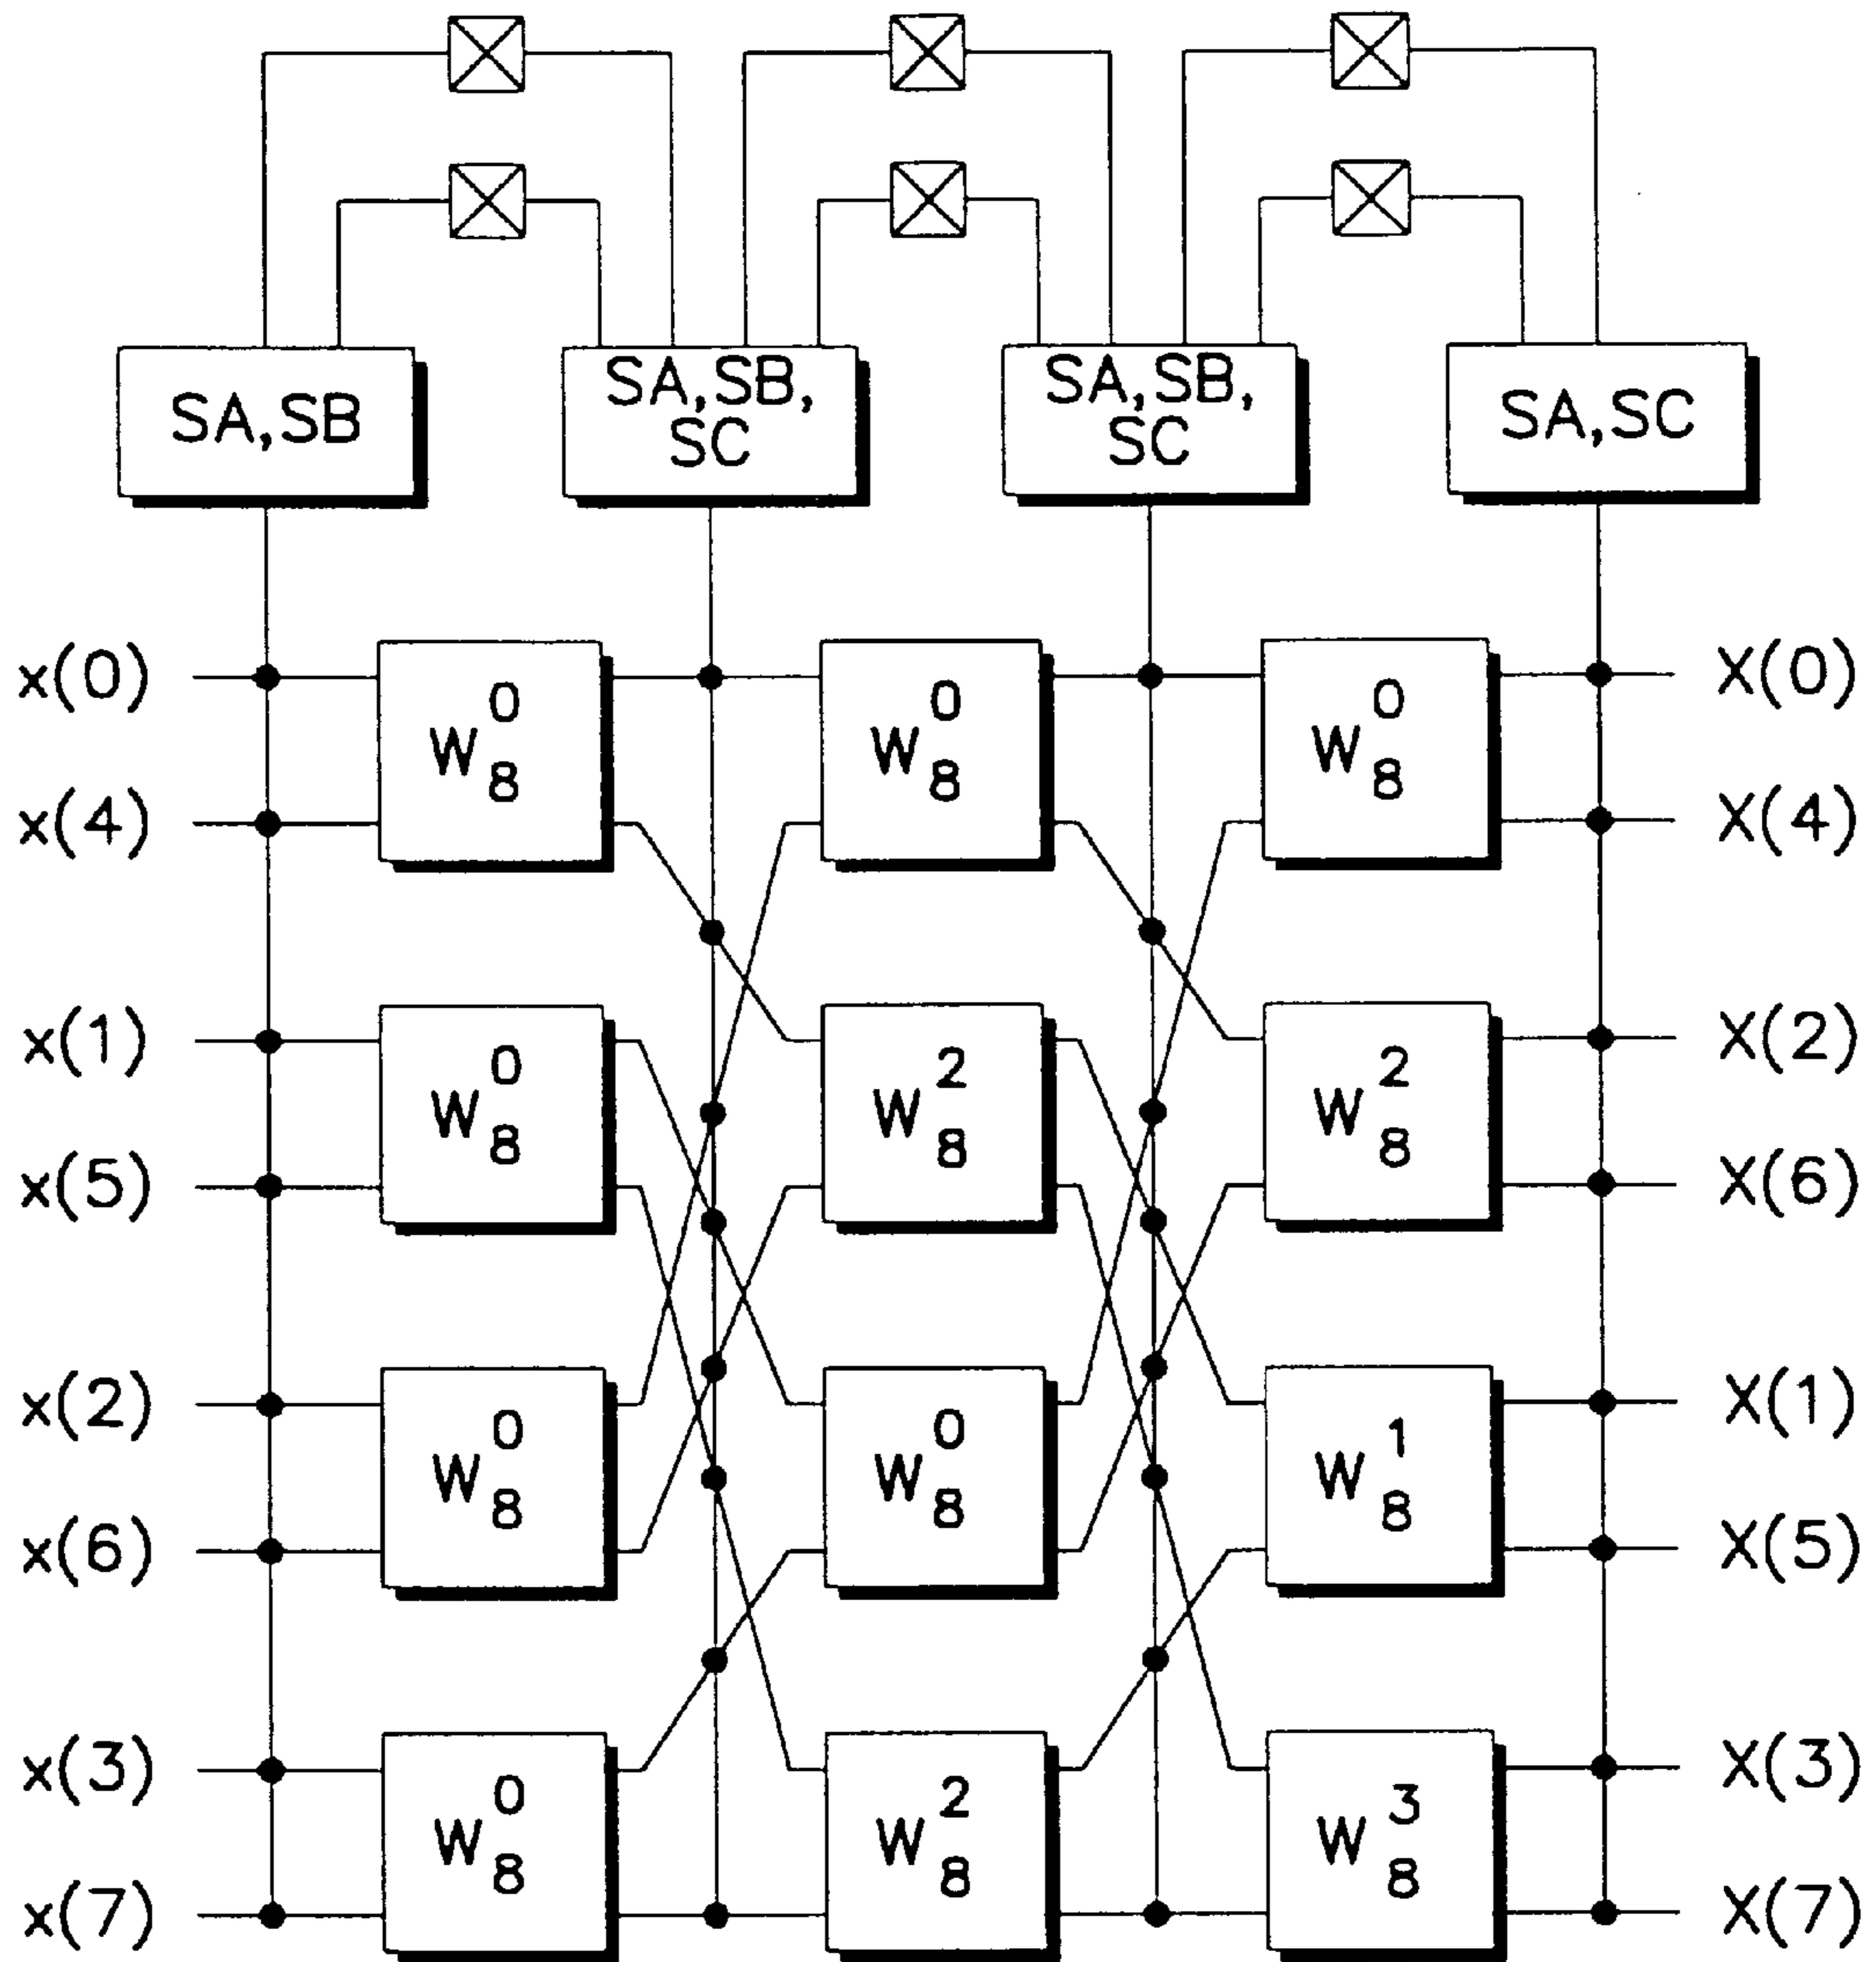 SA,SB
SA,SB,
SC
SA,SB,
SC
SA,SC
x(0)
W 0 8
W 0 8
W 0 8
X(0)
x(4)
X(4)
x(1)
W 0 8
W 2 8
W 2 8
X(2)
x(5)
X(6)
x(2)
W 0 8
W 0 8
W 1 8
X(1)
x(6)
X(5)
x(3)
W 0 8
W 2 8
W 3 8
X(3)
x(7)
X(7)